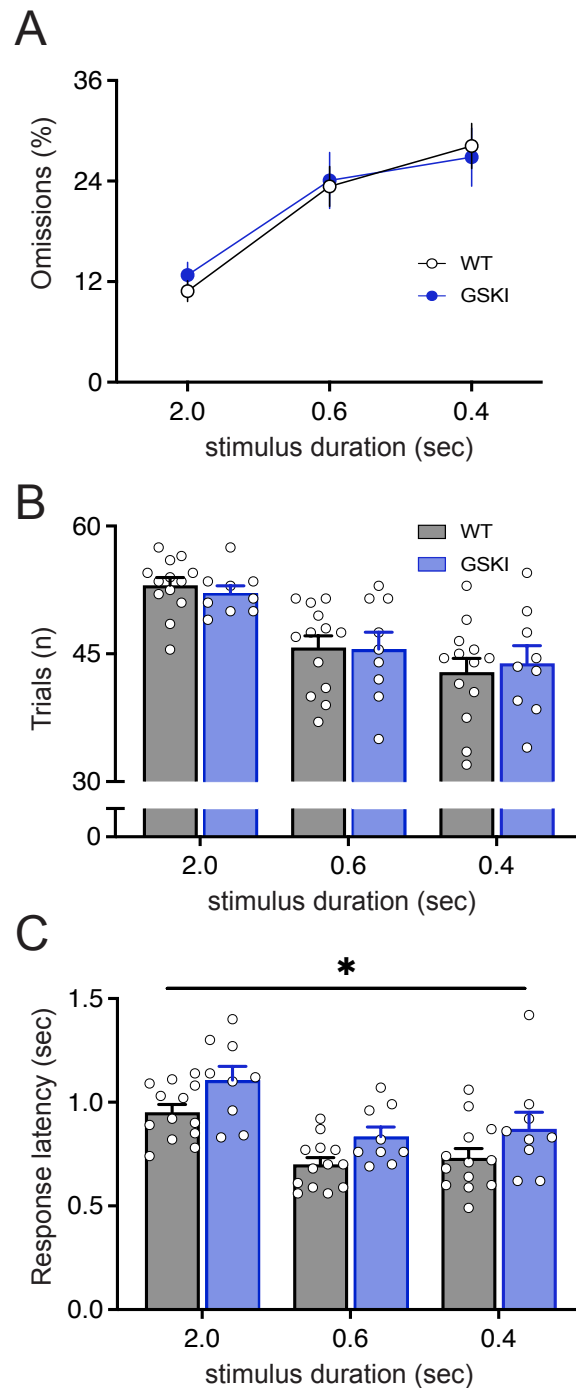 A
Omissions (%)
36
24
12
0
WT
GSKI
2.0 0.6 0.4
stimulus duration (sec)
B
Trials (n)
60
45
30
0
WT
GSKI
2.0 0.6 0.4
stimulus duration (sec)
C
*
Response latency (sec)
1.5
1.0
0.5
0.0
2.0 0.6 0.4
stimulus duration (sec)